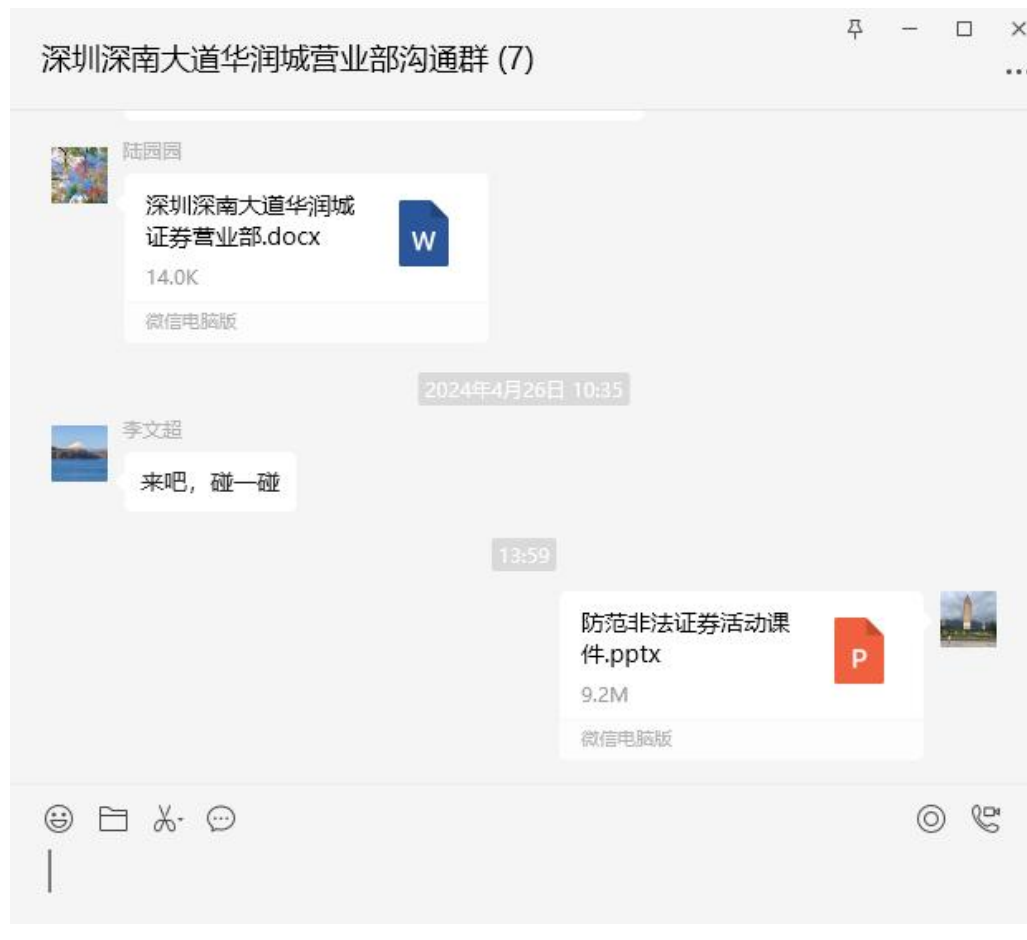 深圳深南大道华润城营业部沟通群 (7)
陆园园
深圳深南大道华润城
证券营业部.docx
W
14.0K
微信电脑版
2024年4月26日 10:35
李文超
来吧，碰一碰
13:59
防范非法证券活动课
件.pptx
P
9.2M
微信电脑版